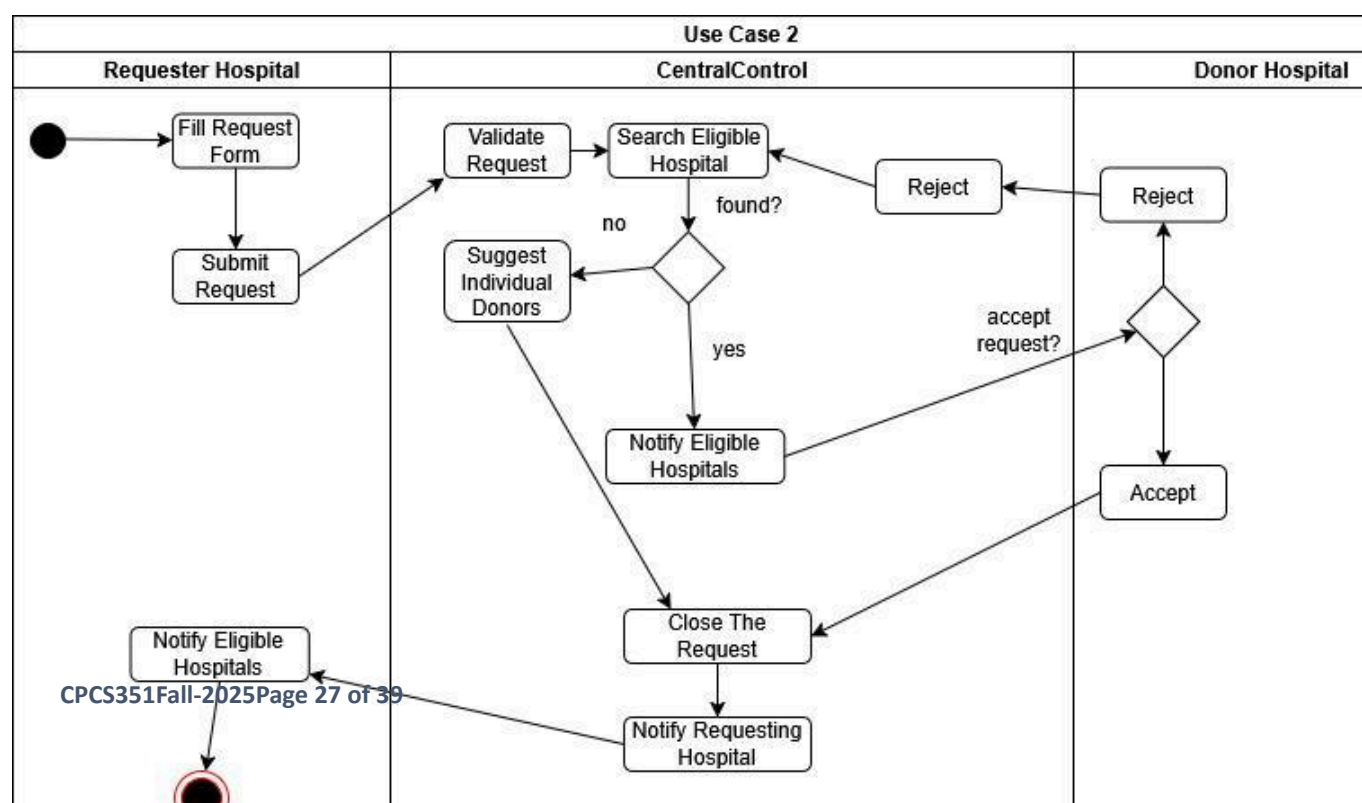 Use Case 2
Requester Hospital
CentralControl
Donor Hospital
Fill Request
Form
Submit
Request
Validate
Request
Search Eligible
Hospital
found?
no
yes
Suggest
Individual
Donors
Notify Eligible
Hospitals
Reject
Reject
accept
request?
Accept
Close The
Request
Notify Requesting
Hospital
Notify Eligible
Hospitals
CPCS351Fall-2025Page 27 of 39